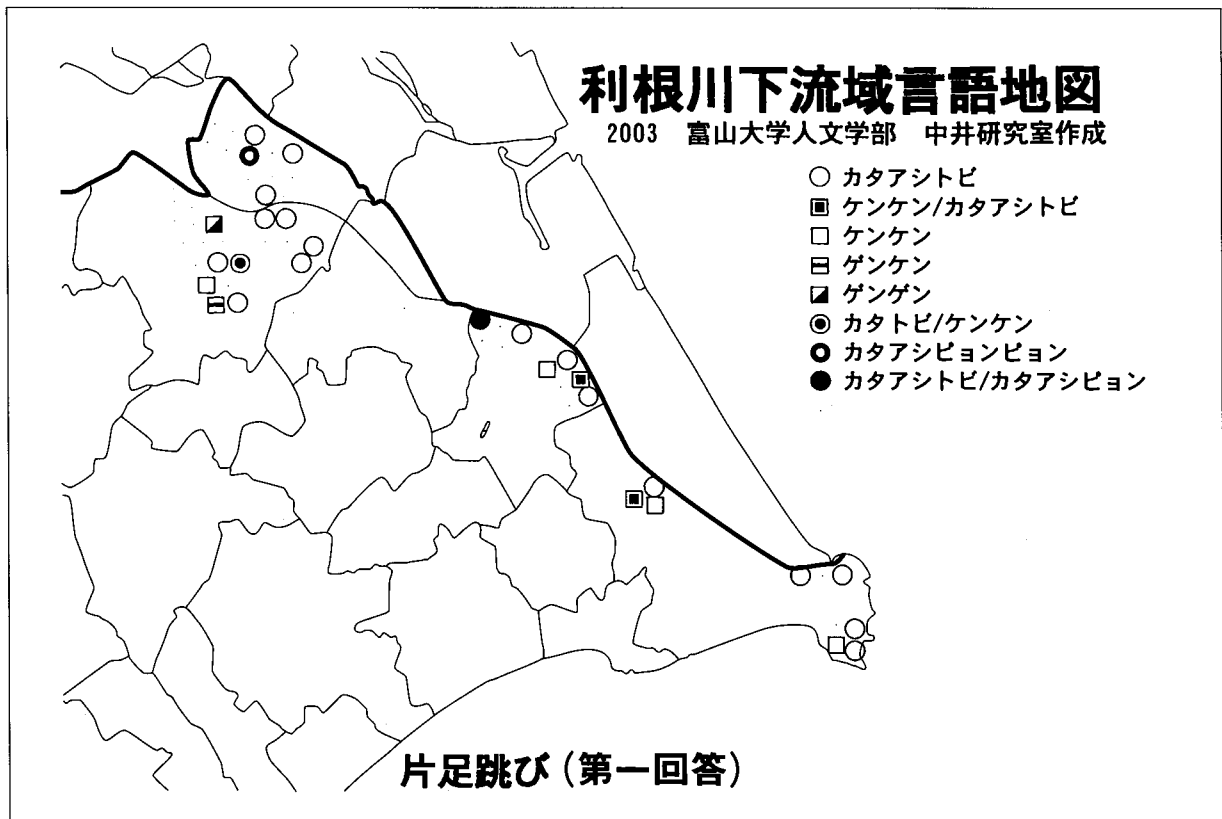 利根川下流域言語地図
2003 富山大学人文学部 中井研究室作成
カタアシトビ
ケンケン/カタアシトビ
ケンケン
ゲンケン
ゲンゲン
カタトビ/ケンケン
カタアシピョンピョン
カタアシトビ/カタアシピョン
片足跳び(第一回答)